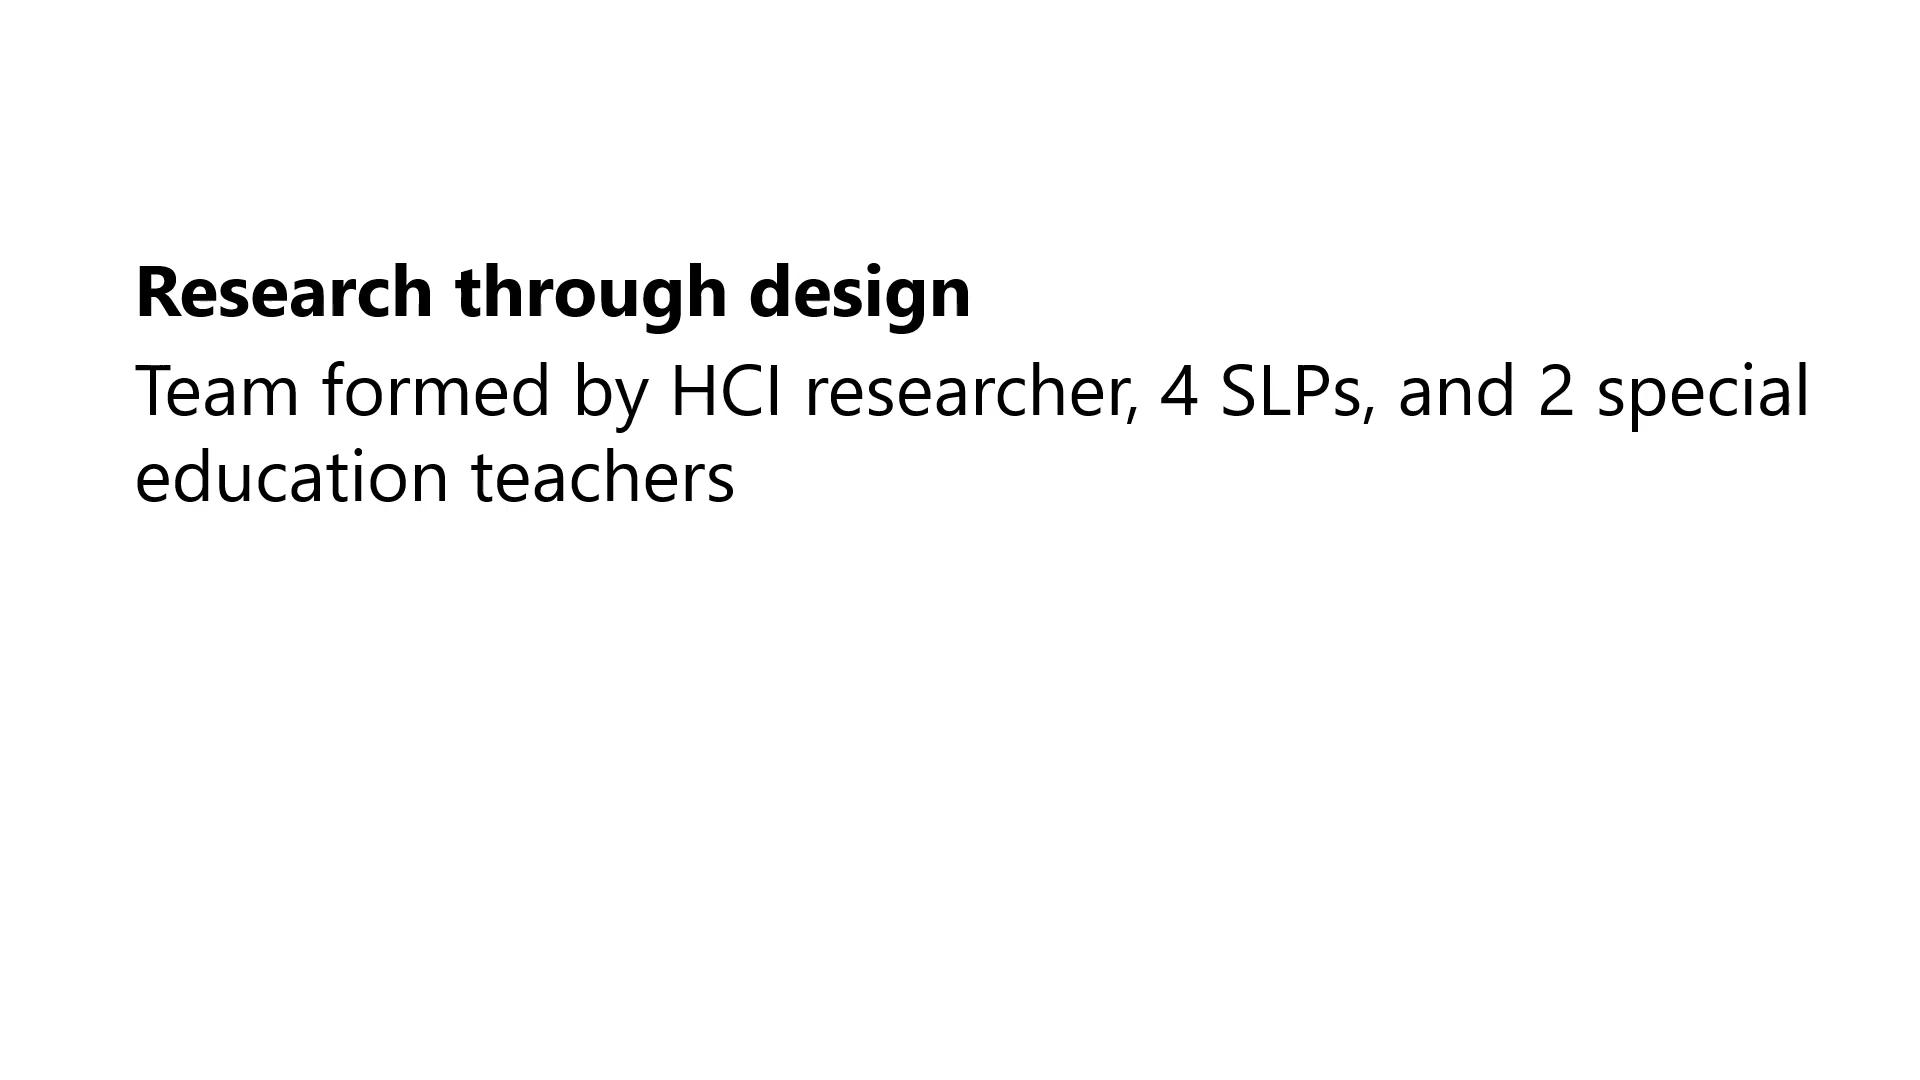 Research through design
Team formed by HCI researcher, 4 SLPs, and 2 special
education teachers